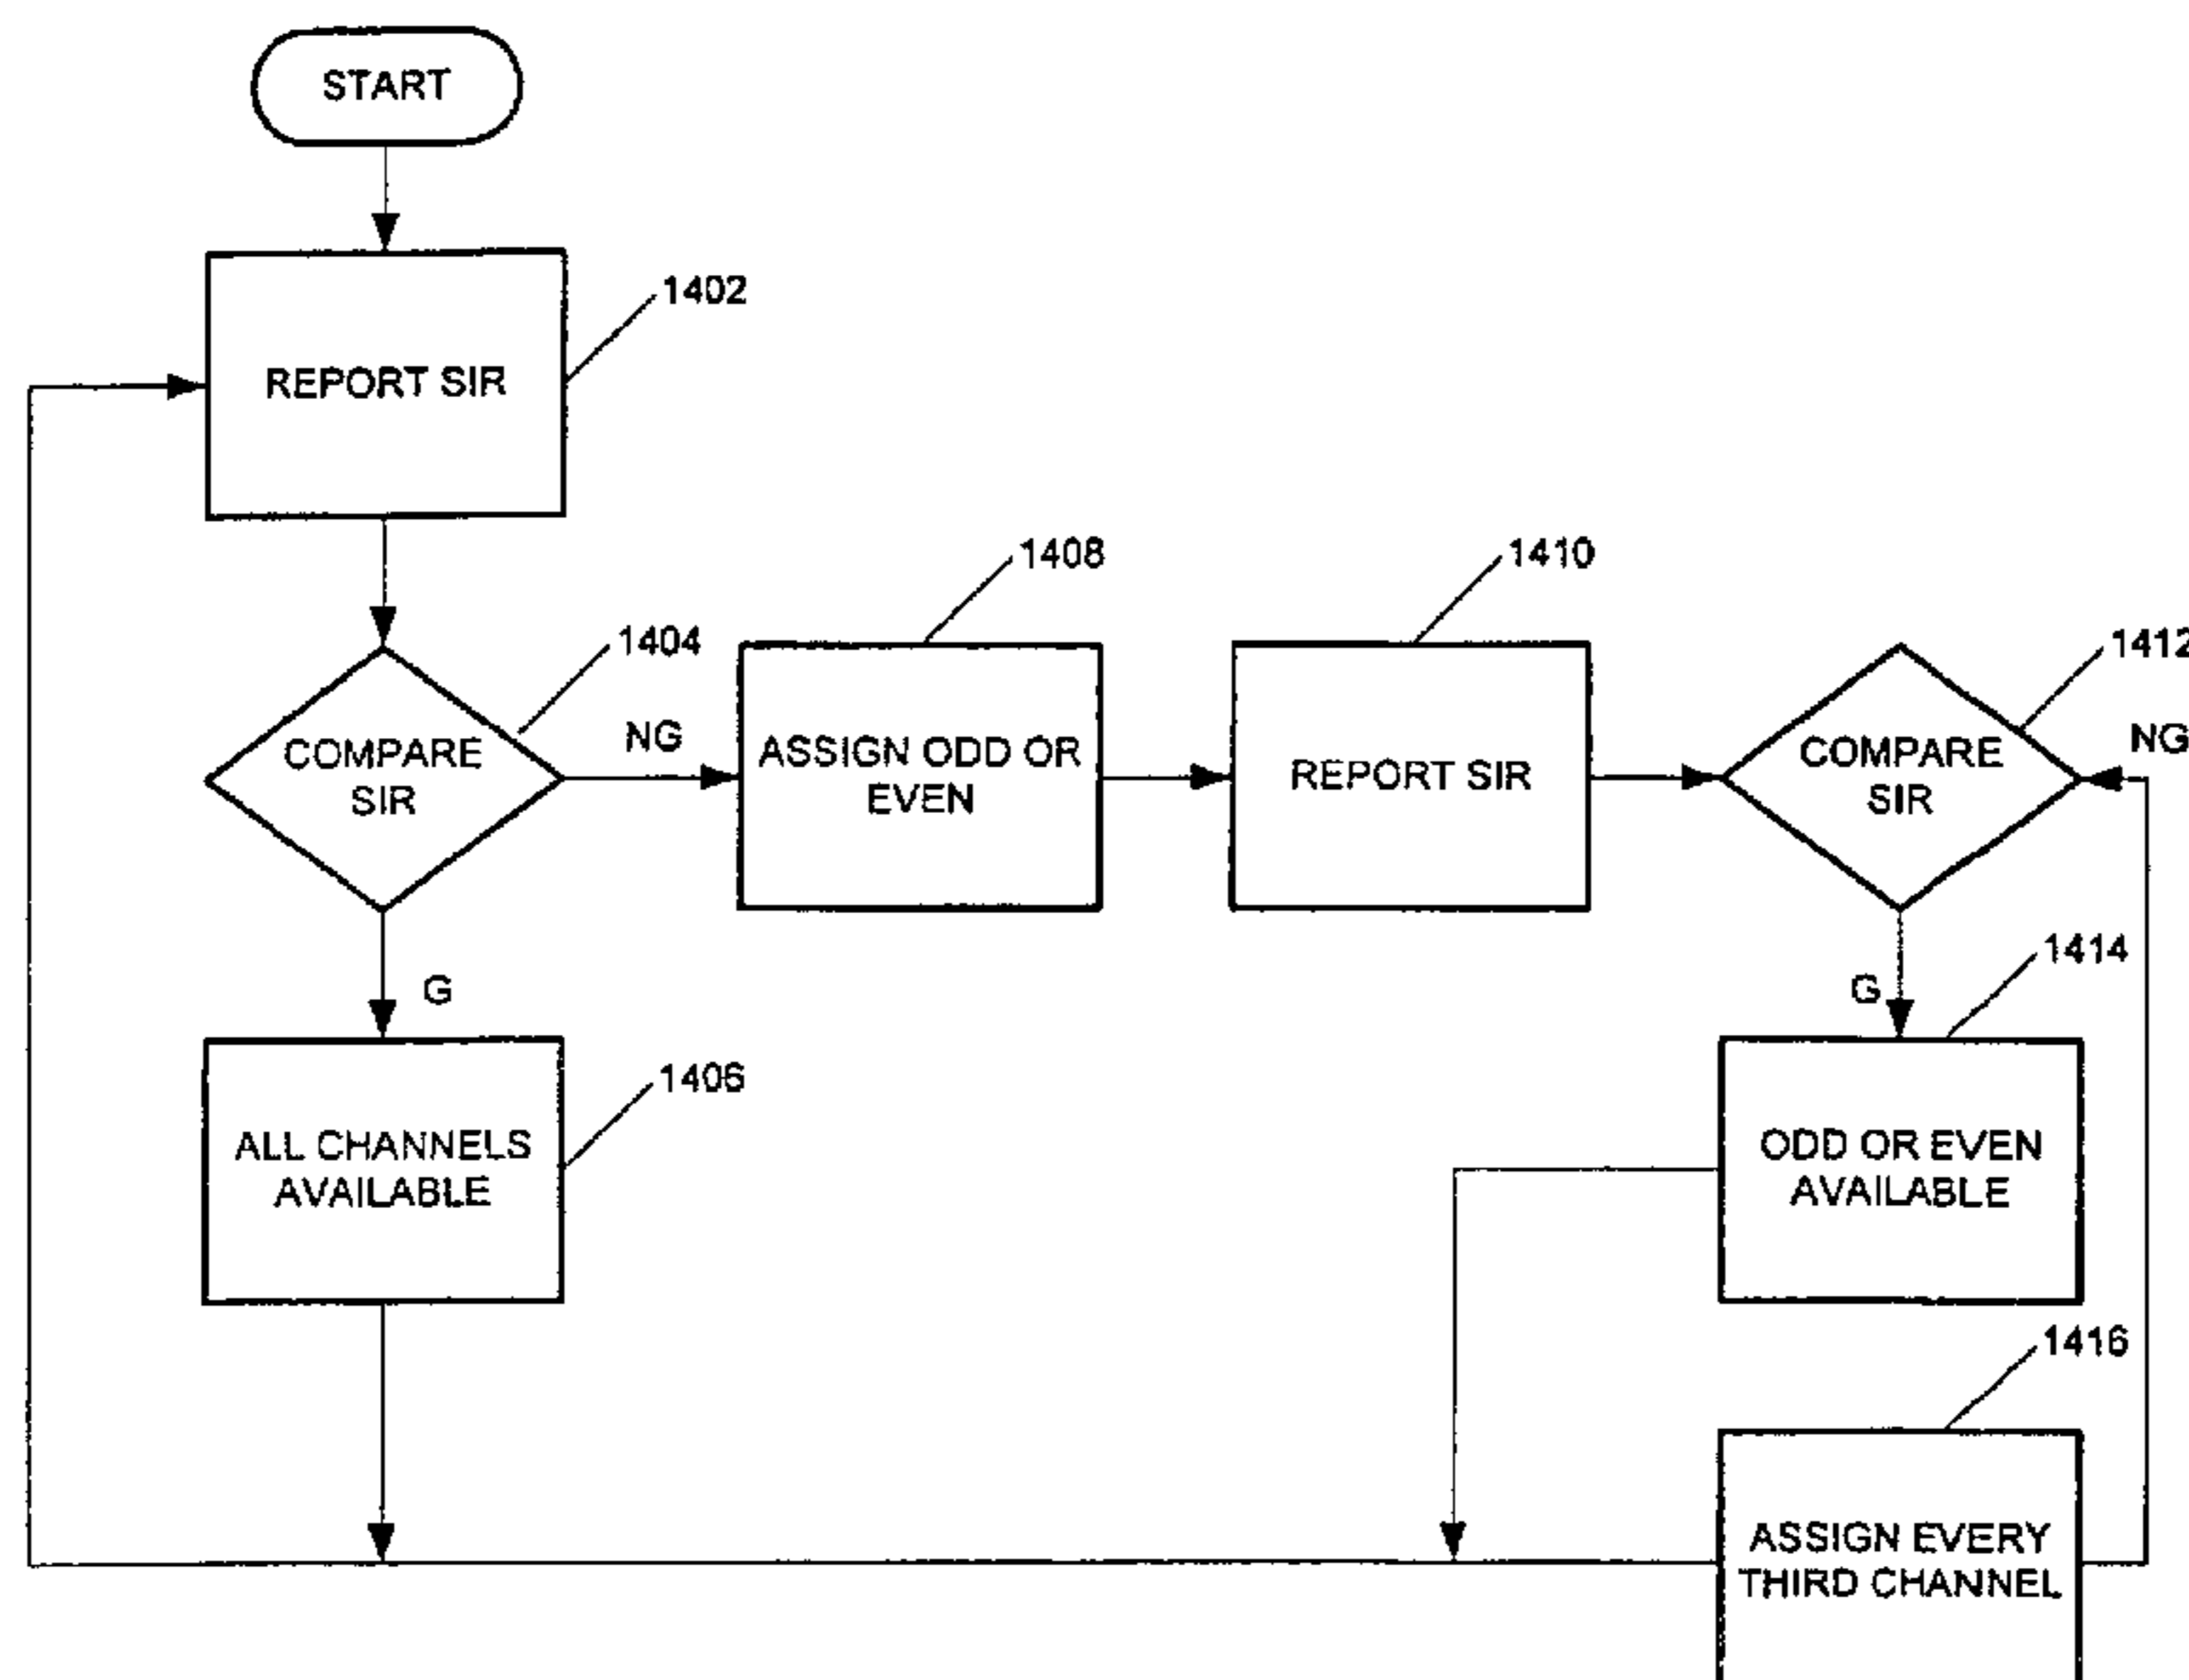 START
1402
REPORT SIR
1408
1410
1404
1412
NG
COMPARE
SIR
ASSIGN ODD OR
EVEN
REPORT SIR
COMPARE
SIR
NG
G
1414
G
1406
ALL CHANNELS
AVAILABLE
ODD OR EVEN
AVAILABLE
1416
ASSIGN EVERY
THIRD CHANNEL